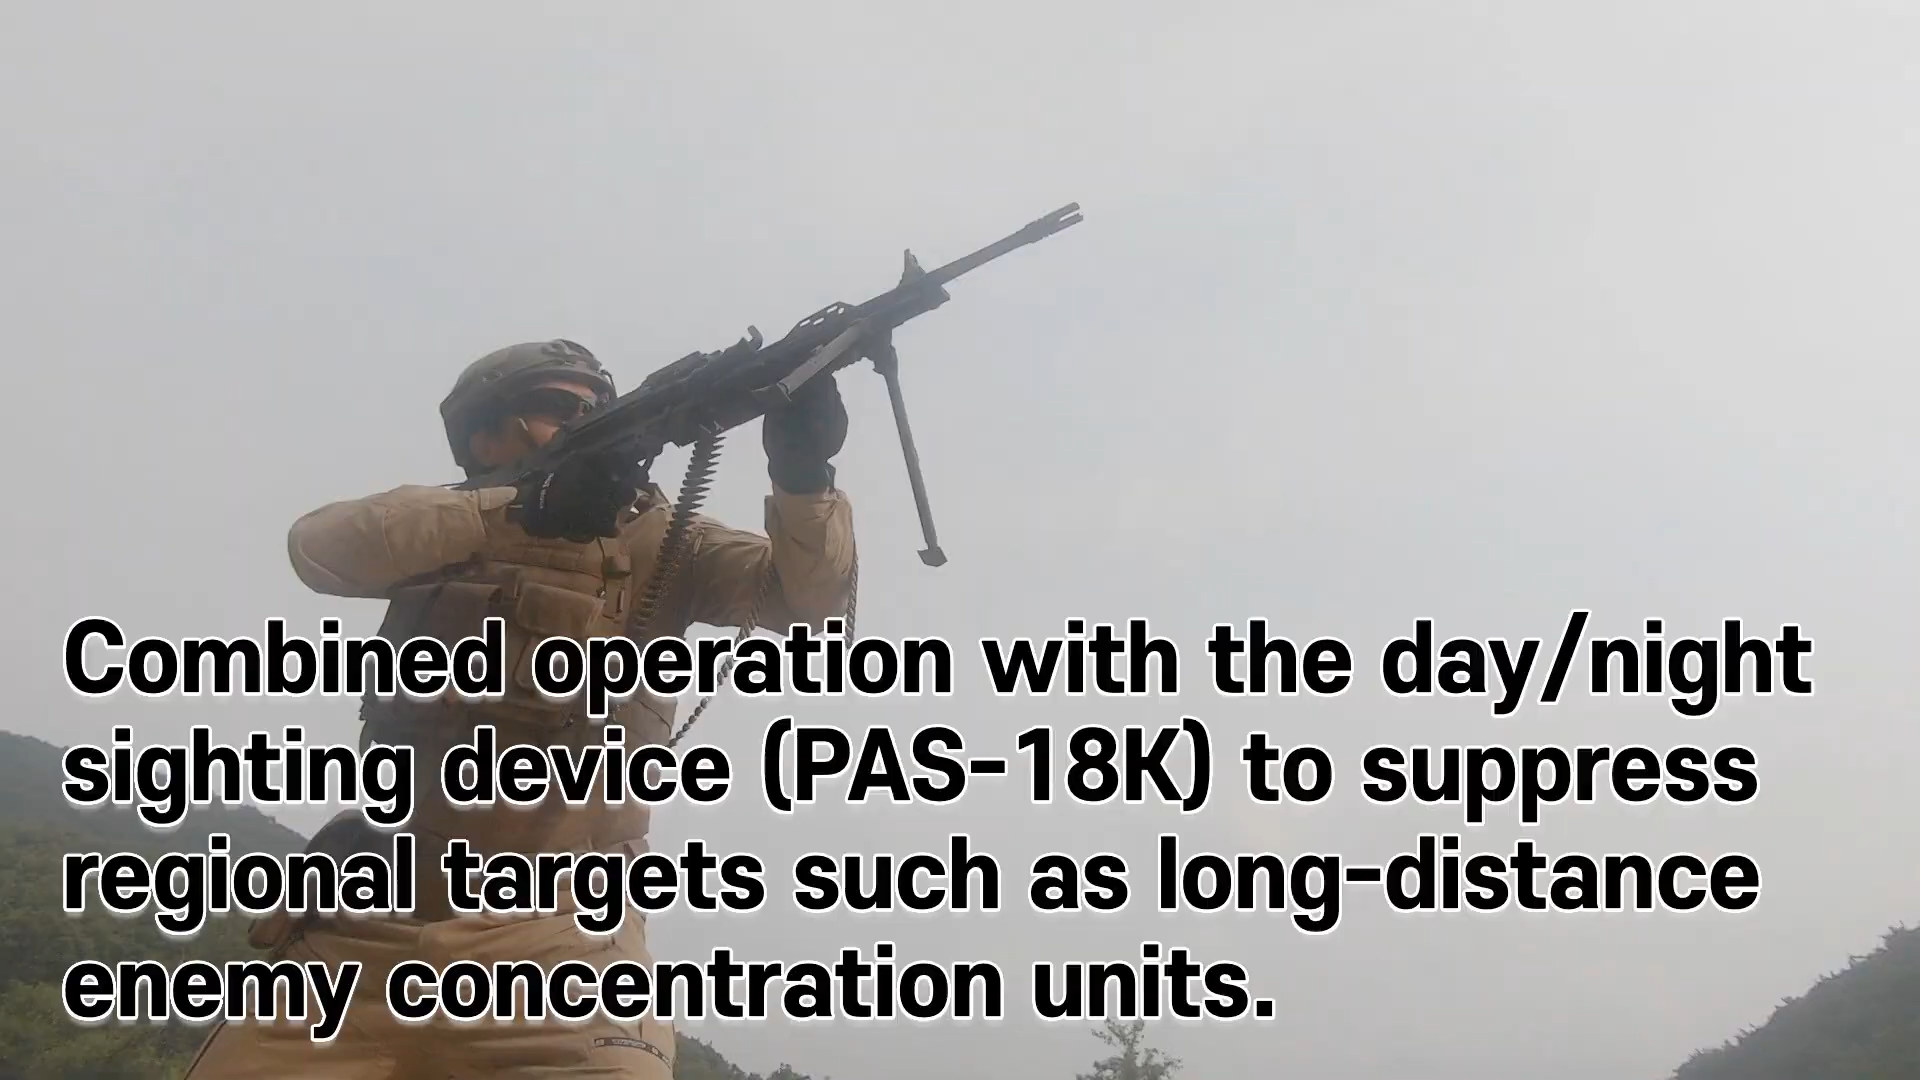 Combined operation with the day/night
sighting device (PAS-18K) to suppress
regional targets such as long-distance
enemy concentration units.